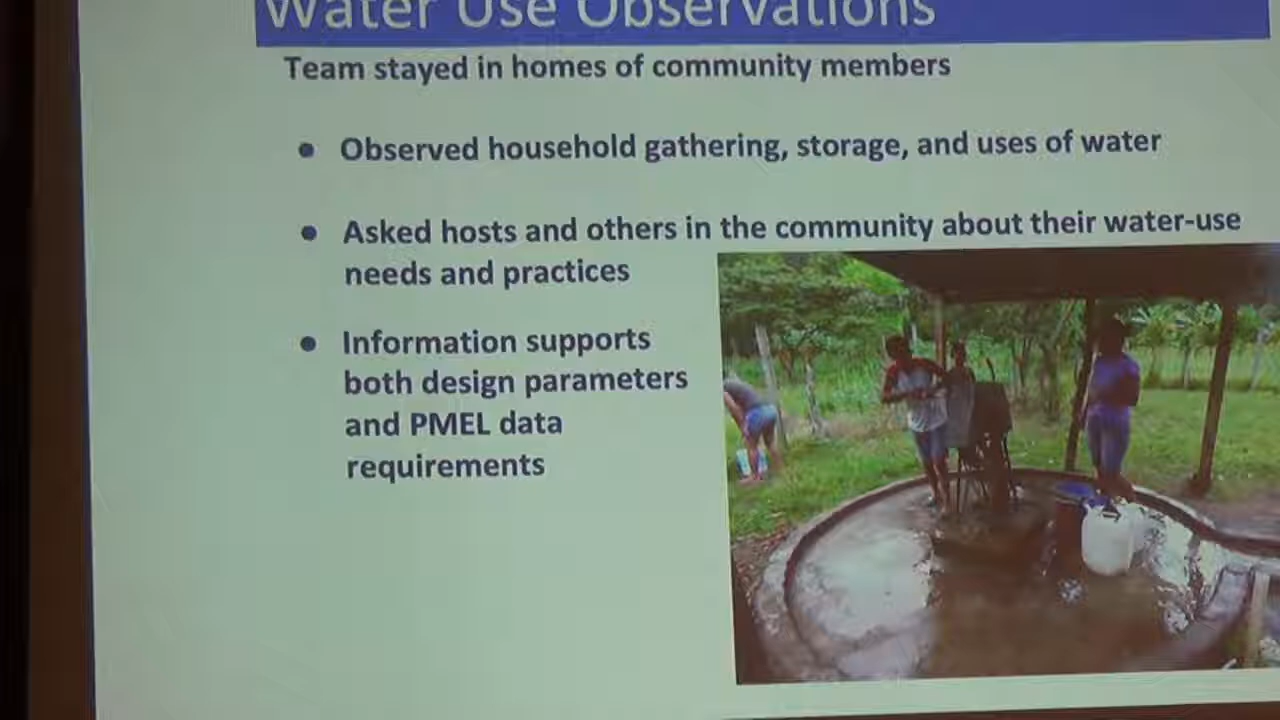 Water Use Observations
Team stayed in homes of community members
• Observed household gathering, storage, and uses of water
• Asked hosts and others in the community about their water-use
needs and practices
• Information supports
both design parameters
and PMEL data
requirements